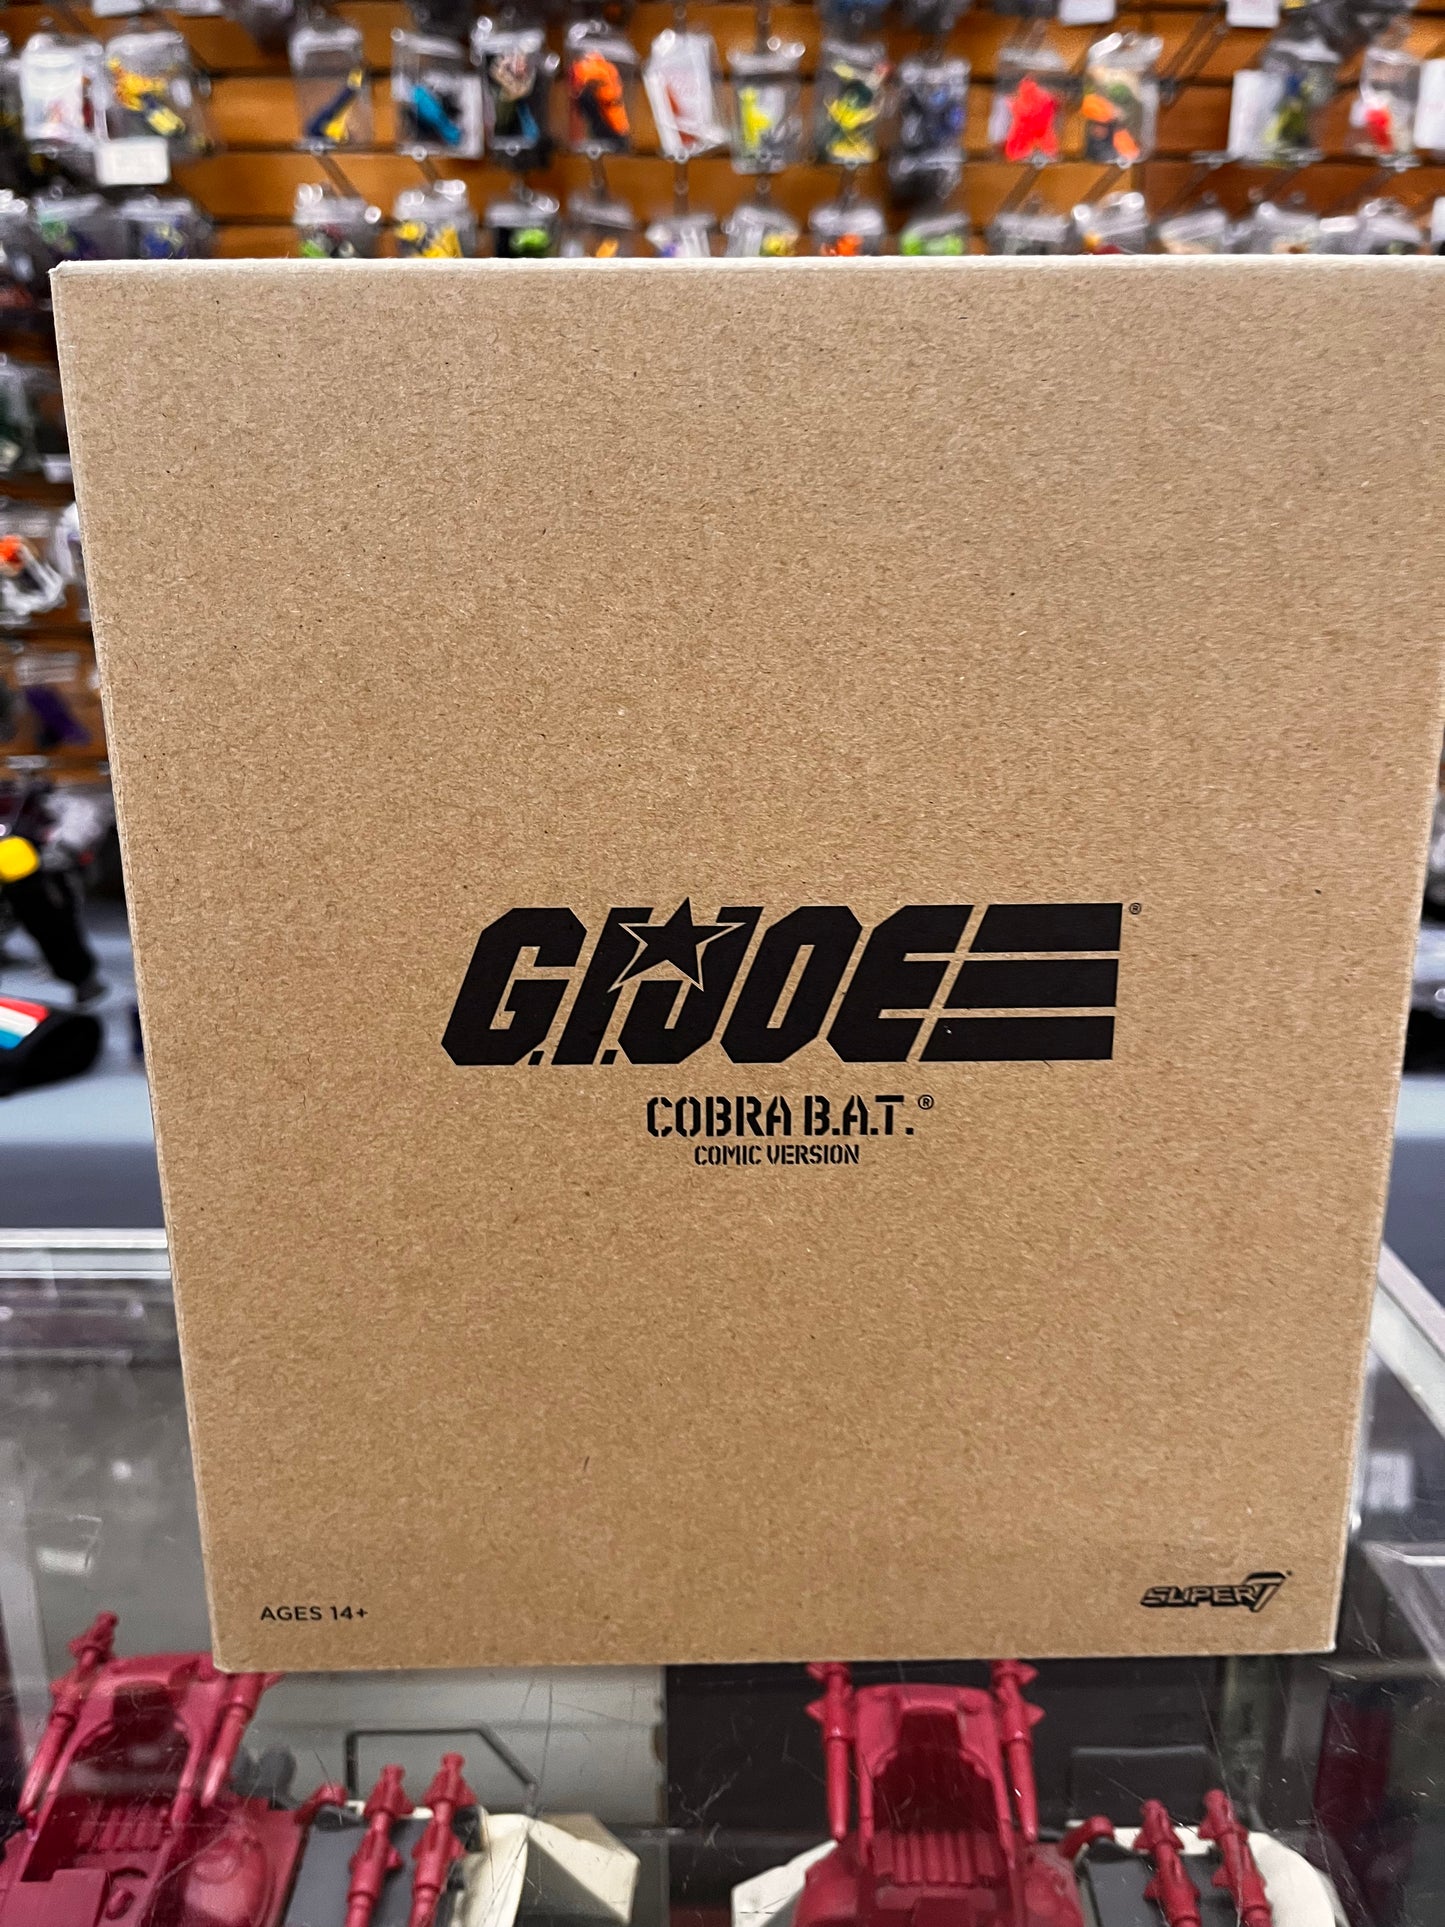 G.I.JOE®
COBRA B.A.T.®
COMIC VERSION
AGES 14+
SUPER7